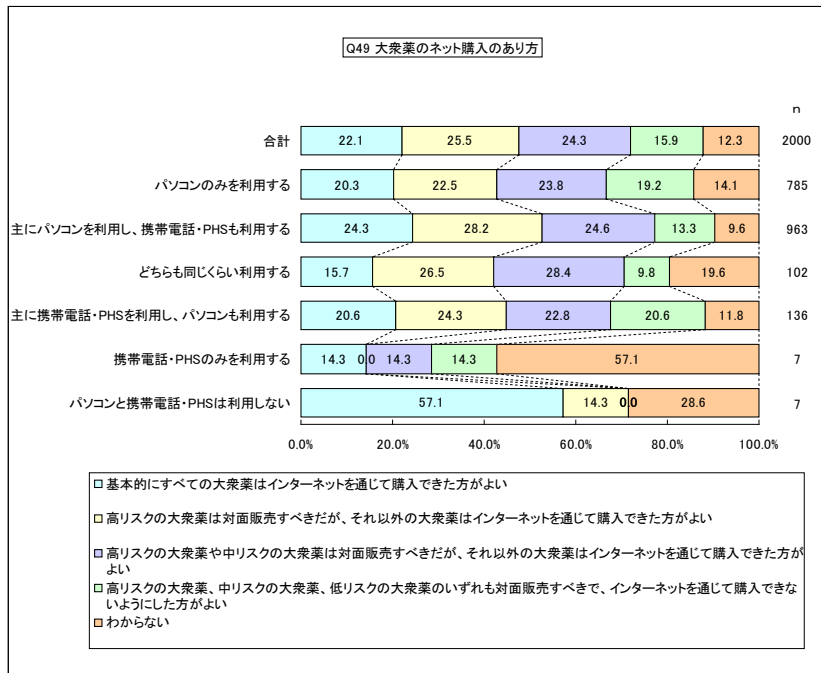 Q49 大衆薬のネット購入のあり方
n
合計 22.1 25.5 24.3 15.9 12.3 2000
パソコンのみを利用する 20.3 22.5 23.8 19.2 14.1 785
主にパソコンを利用し、携帯電話・PHSも利用する 24.3 28.2 24.6 13.3 9.6 963
どちらも同じくらい利用する 15.7 26.5 28.4 9.8 19.6 102
主に携帯電話・PHSを利用し、パソコンも利用する 20.6 24.3 22.8 20.6 11.8 136
携帯電話・PHSのみを利用する 14.3 0.0 14.3 14.3 57.1 7
パソコンと携帯電話・PHSは利用しない 57.1 14.3 0.0 28.6 7
0.0% 20.0% 40.0% 60.0% 80.0% 100.0%
基本的にすべての大衆薬はインターネットを通じて購入できた方がよい
高リスクの大衆薬は対面販売すべきだが、それ以外の大衆薬はインターネットを通じて購入できた方がよい
高リスクの大衆薬や中リスクの大衆薬は対面販売すべきだが、それ以外の大衆薬はインターネットを通じて購入できた方が
よい
高リスクの大衆薬、中リスクの大衆薬、低リスクの大衆薬のいずれも対面販売すべきで、インターネットを通じて購入できな
いようにした方がよい
わからない